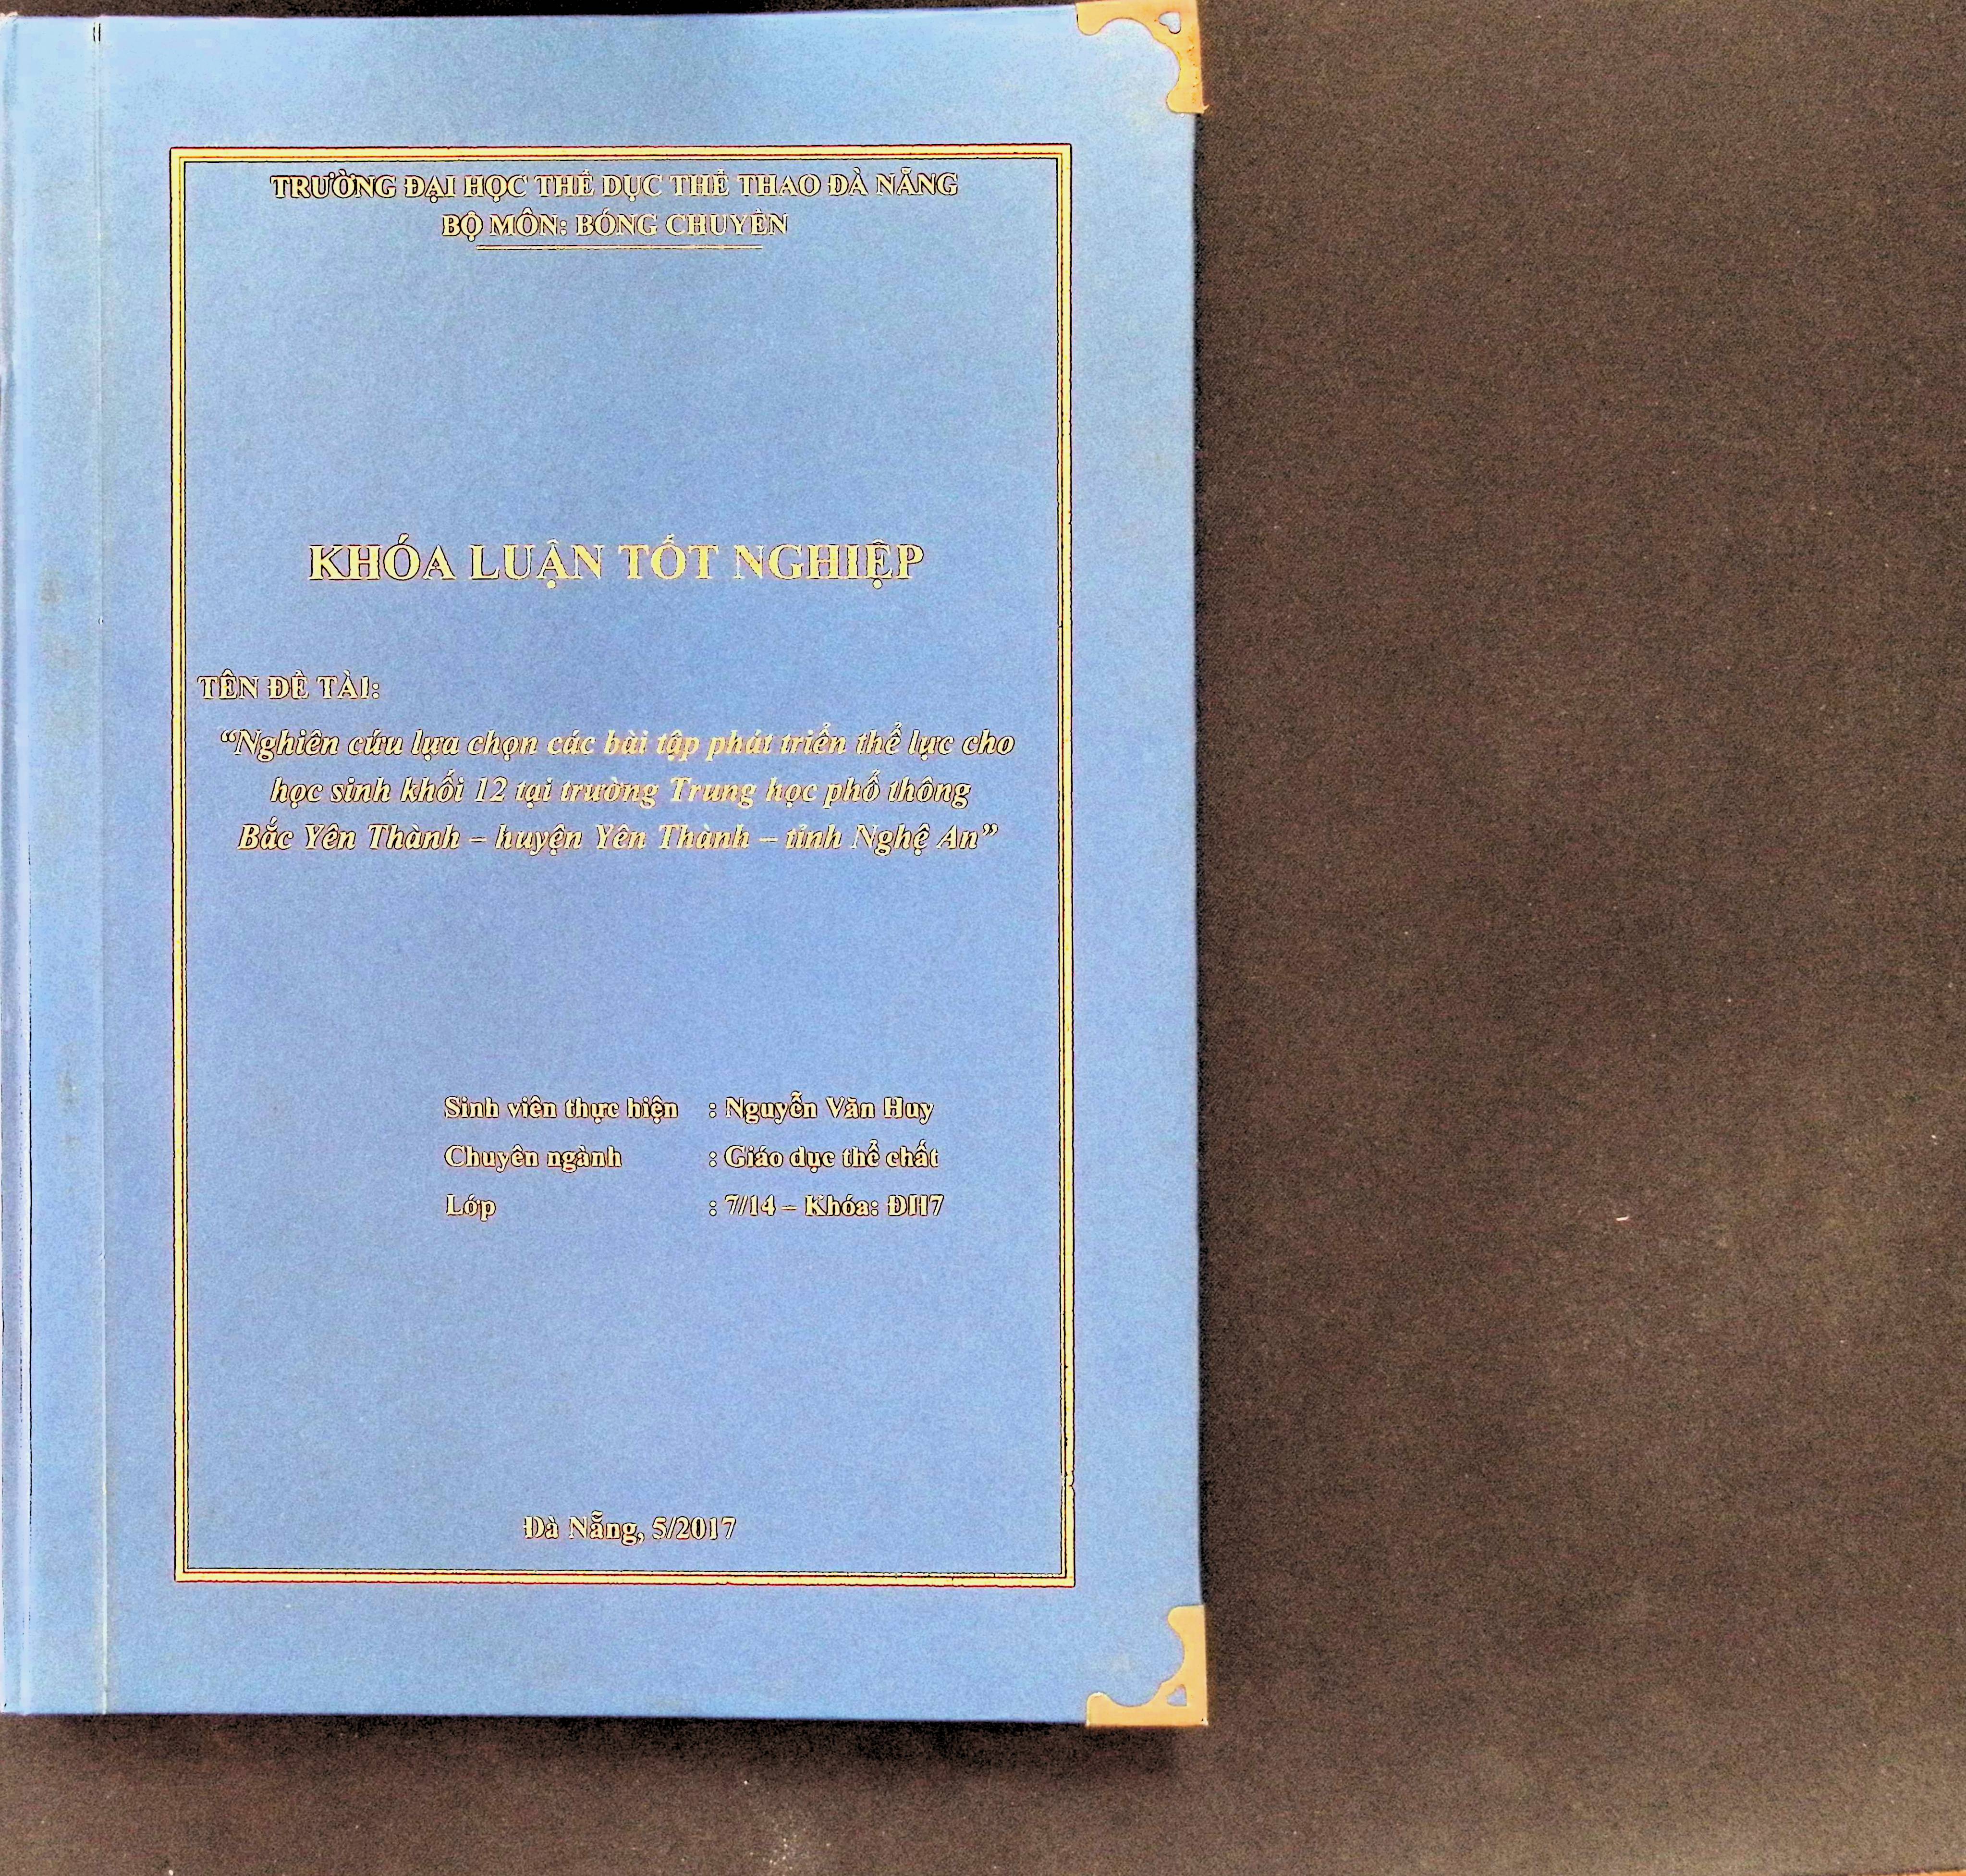 TRƯỜNG ĐẠI HỌC THỂ DỤC THỂ THAO ĐÀ NẴNG
BỘ MÔN: BÓNG CHUYỀN
KHÓA LUẬN TỐT NGHIỆP
TÊN ĐỀ TÀI:
“Nghiên cứu lựa chọn các bài tập phát triển thể lực cho
học sinh khối 12 tại trường Trung học phổ thông
Bắc Yên Thành – huyện Yên Thành – tỉnh Nghệ An”
Sinh viên thực hiện : Nguyễn Văn Huy
Chuyên ngành : Giáo dục thể chất
Lớp : 7//14 – Khóa: ĐH7
Đà Nẵng, 5/2017